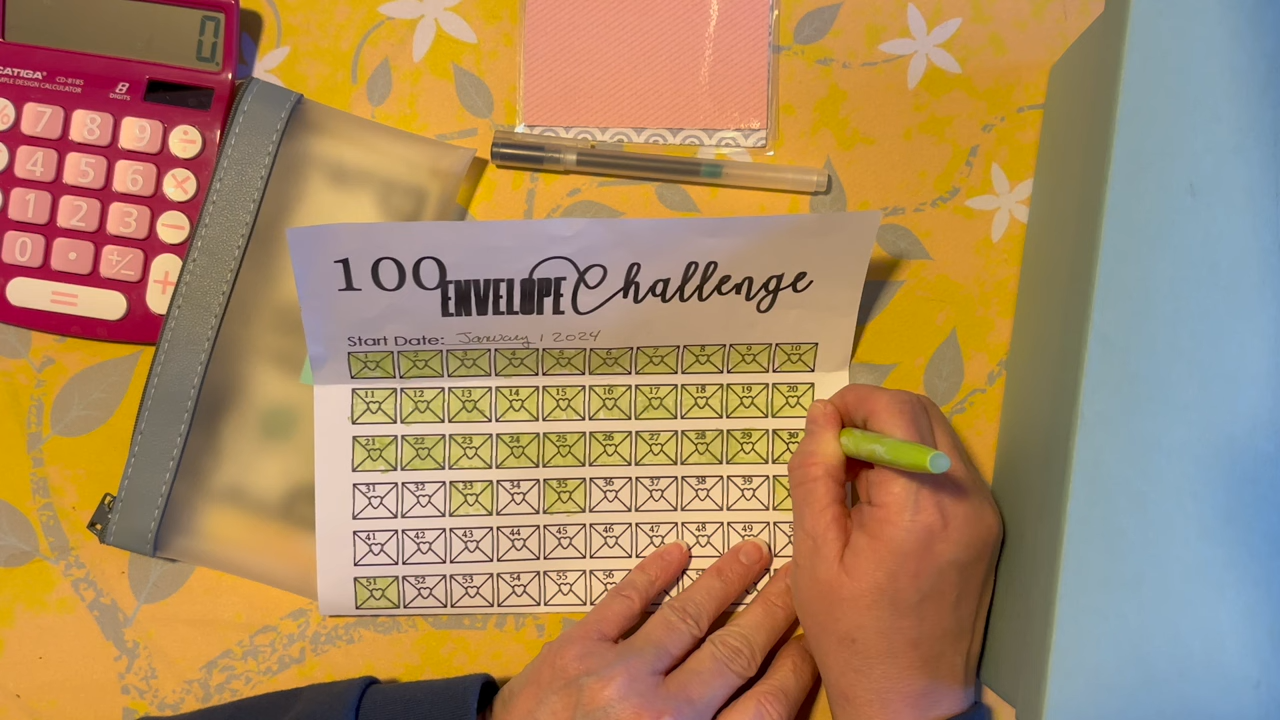 0.
CATIGA® CD-8185
SIMPLE DESIGN CALCULATOR 8
DIGITS
% 7 8 9 ÷
4 5 6 ×
1 2 3 −
0 • +/− +
=
100 ENVELOPE Challenge
Start Date: January 1 2024
1 2 3 4 5 6 7 8 9 10
11 12 13 14 15 16 17 18 19 20
21 22 23 24 25 26 27 28 29 30
31 32 33 34 35 36 37 38 39
41 42 43 44 45 46 47 48 49
51 52 53 54 55 56